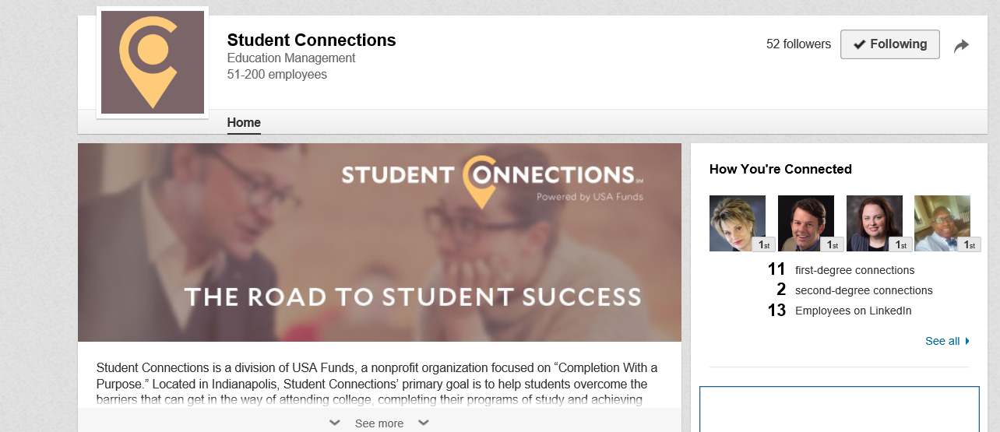 Student Connections
Education Management
51-200 employees
52 followers
Following
Home
STUDENT CONNECTIONS SM
Powered by USA Funds
THE ROAD TO STUDENT SUCCESS
Student Connections is a division of USA Funds, a nonprofit organization focused on “Completion With a
Purpose.” Located in Indianapolis, Student Connections’ primary goal is to help students overcome the
barriers that can get in the way of attending college, completing their programs of study and achieving
See more
How You're Connected
1st 1st 1st 1st
11 first-degree connections
2 second-degree connections
13 Employees on LinkedIn
See all